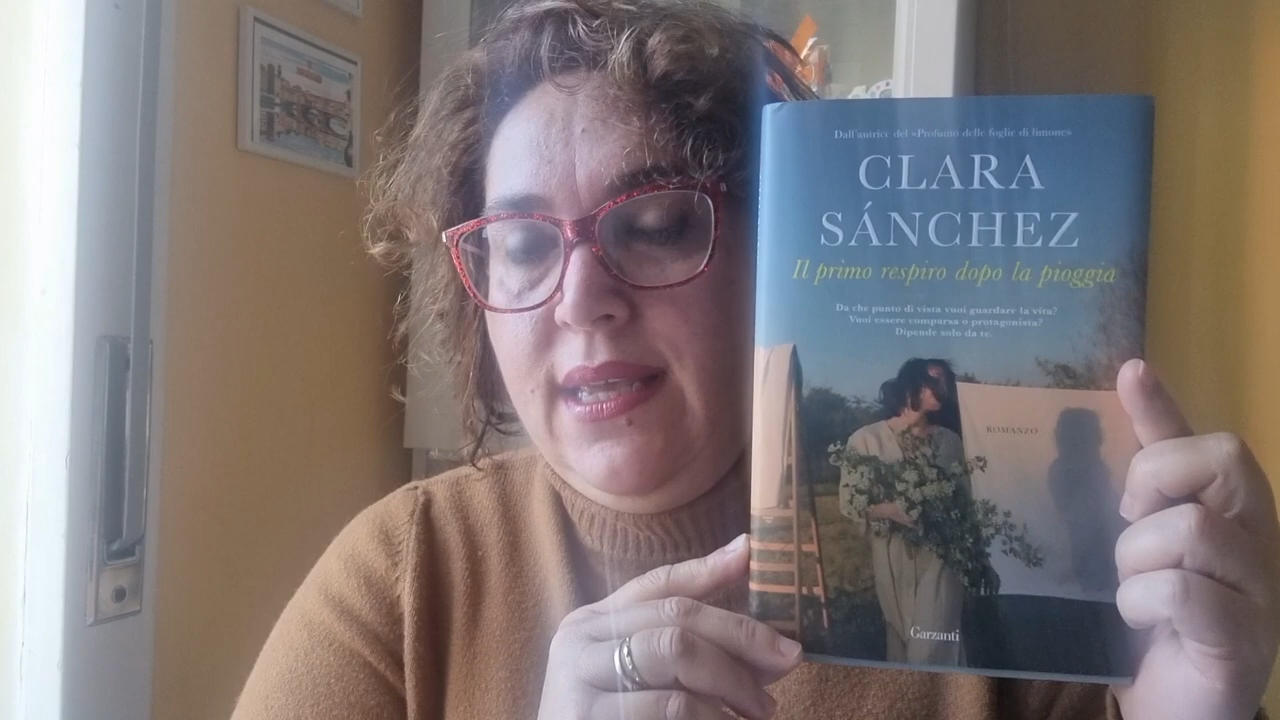 Dall'autrice del «Profumo delle foglie di limone»
CLARA
SÁNCHEZ
Il primo respiro dopo la pioggia
Da che punto di vista vuoi guardare la vita?
Vuoi essere comparsa o protagonista?
Dipende solo da te.
ROMANZO
Garzanti